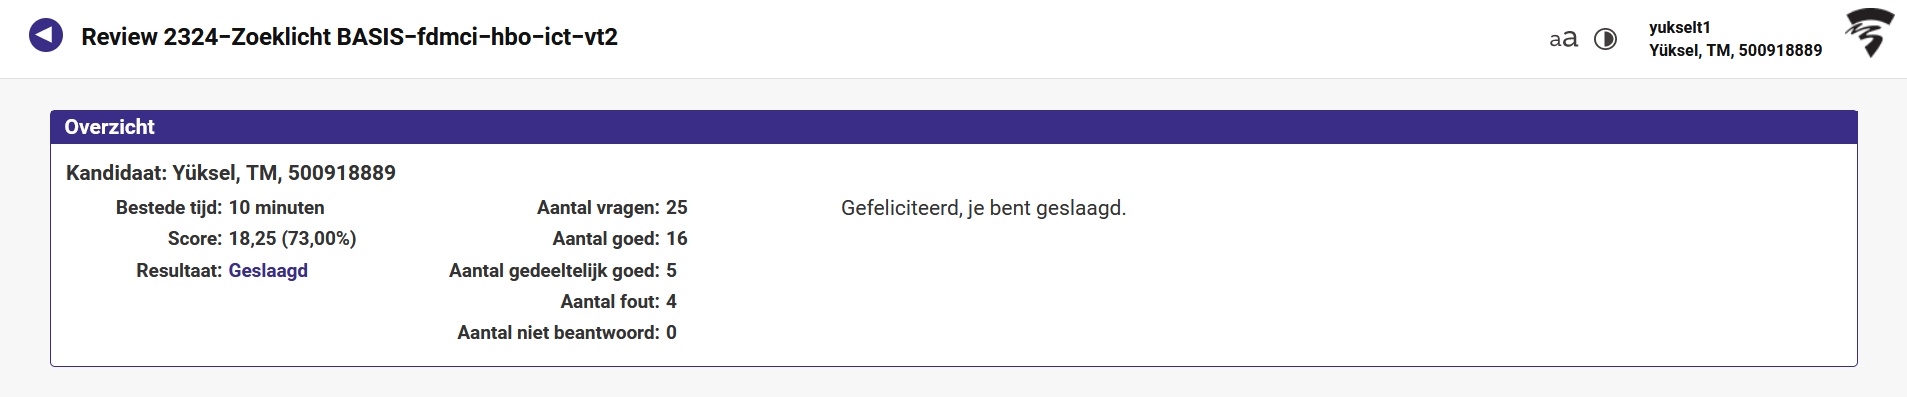 Review 2324-Zoeklicht BASIS-fdmci-hbo-ict-vt2
aa
yukselt1
Yüksel, TM, 500918889
Overzicht
Kandidaat: Yüksel, TM, 500918889
Bestede tijd: 10 minuten
Score: 18,25 (73,00%)
Resultaat: Geslaagd
Aantal vragen: 25
Aantal goed: 16
Aantal gedeeltelijk goed: 5
Aantal fout: 4
Aantal niet beantwoord: 0
Gefeliciteerd, je bent geslaagd.